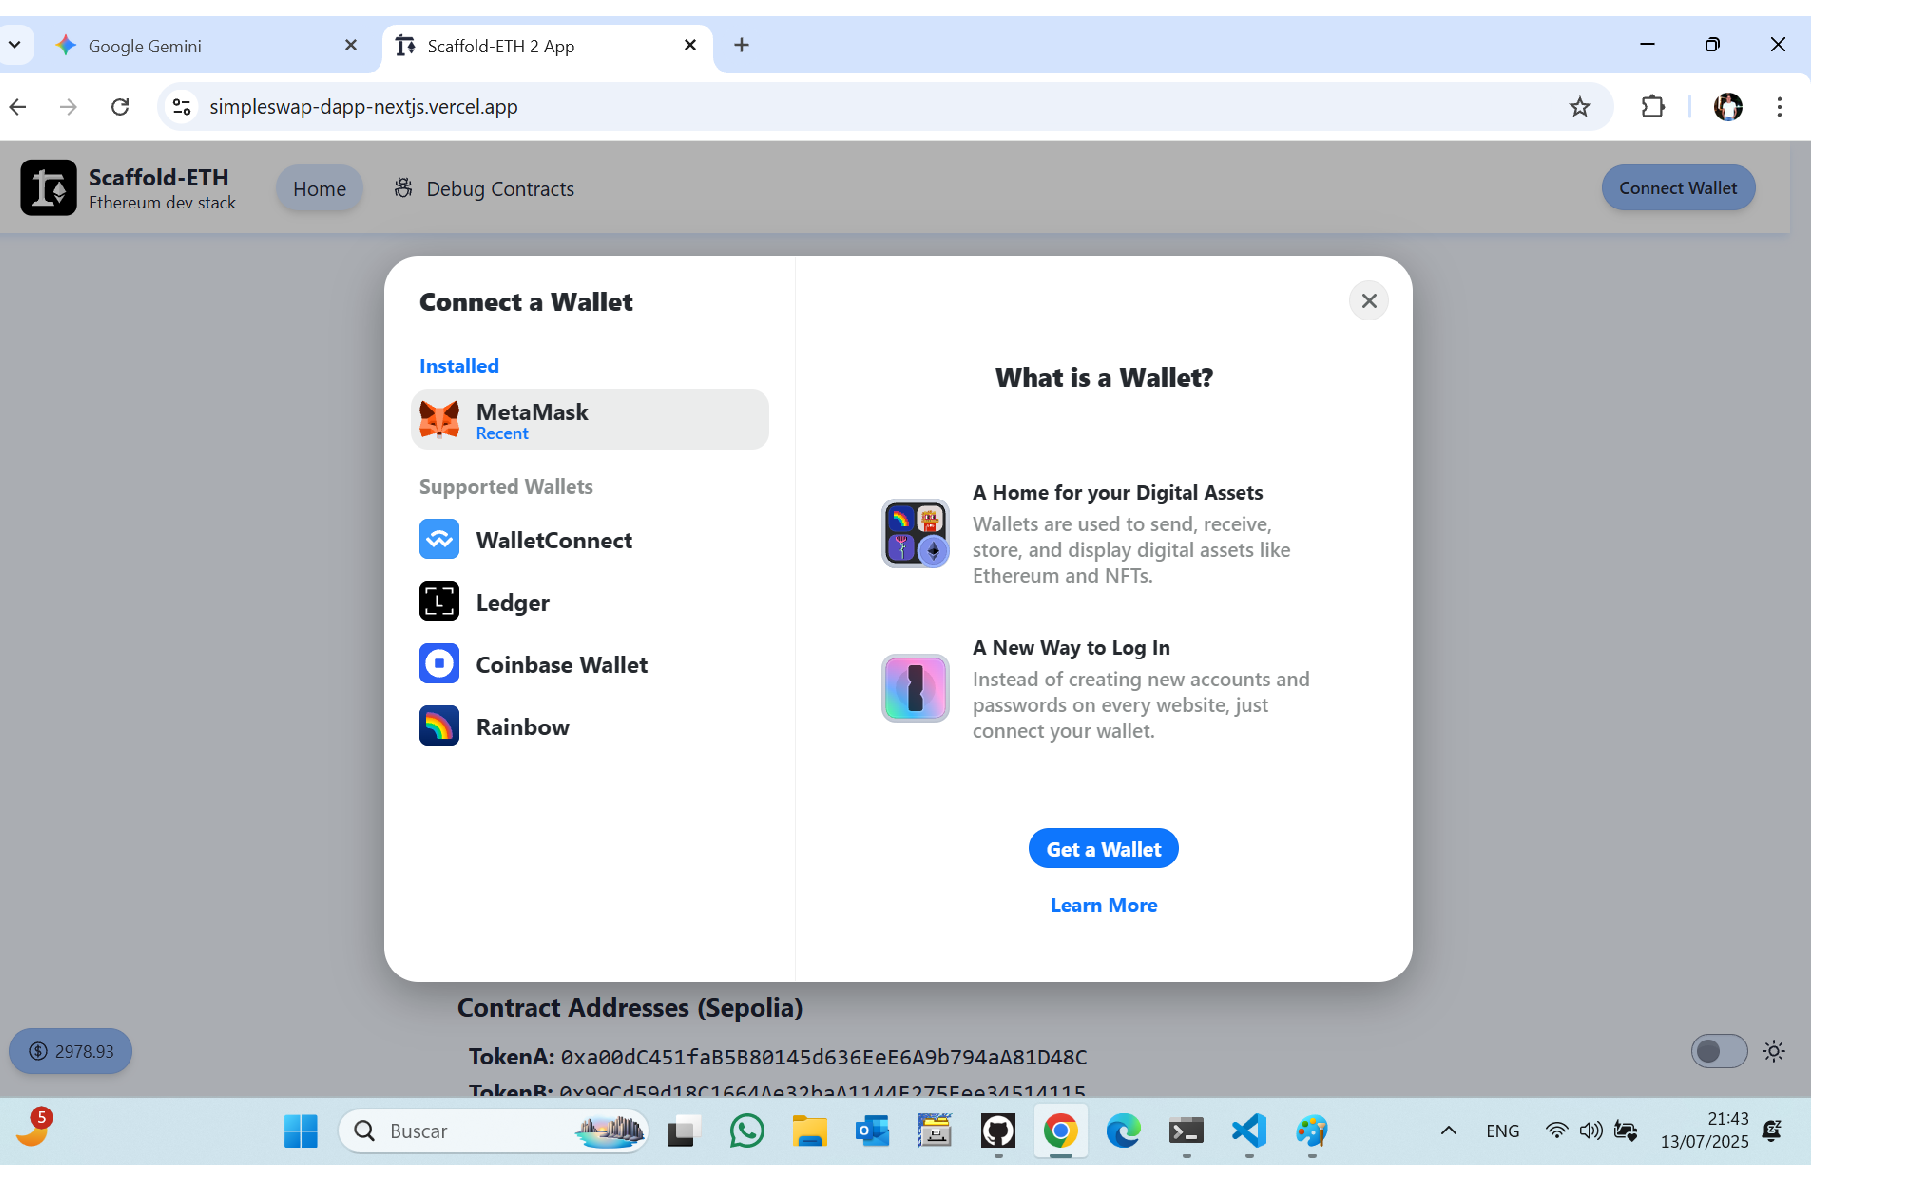 Google Gemini
Scaffold-ETH 2 App
simpleswap-dapp-nextjs.vercel.app
Scaffold-ETH
Ethereum dev stack
Home
Debug Contracts
Connect Wallet
Connect a Wallet
Installed
MetaMask
Recent
Supported Wallets
WalletConnect
Ledger
Coinbase Wallet
Rainbow
What is a Wallet?
A Home for your Digital Assets
Wallets are used to send, receive,
store, and display digital assets like
Ethereum and NFTs.
A New Way to Log In
Instead of creating new accounts and
passwords on every website, just
connect your wallet.
Get a Wallet
Learn More
Contract Addresses (Sepolia)
TokenA: 0xa00dC451faB5B80145d636EeE6A9b794aA81D48C
TokenB:
2978.93
5
Buscar
ENG
21:43
13/07/2025